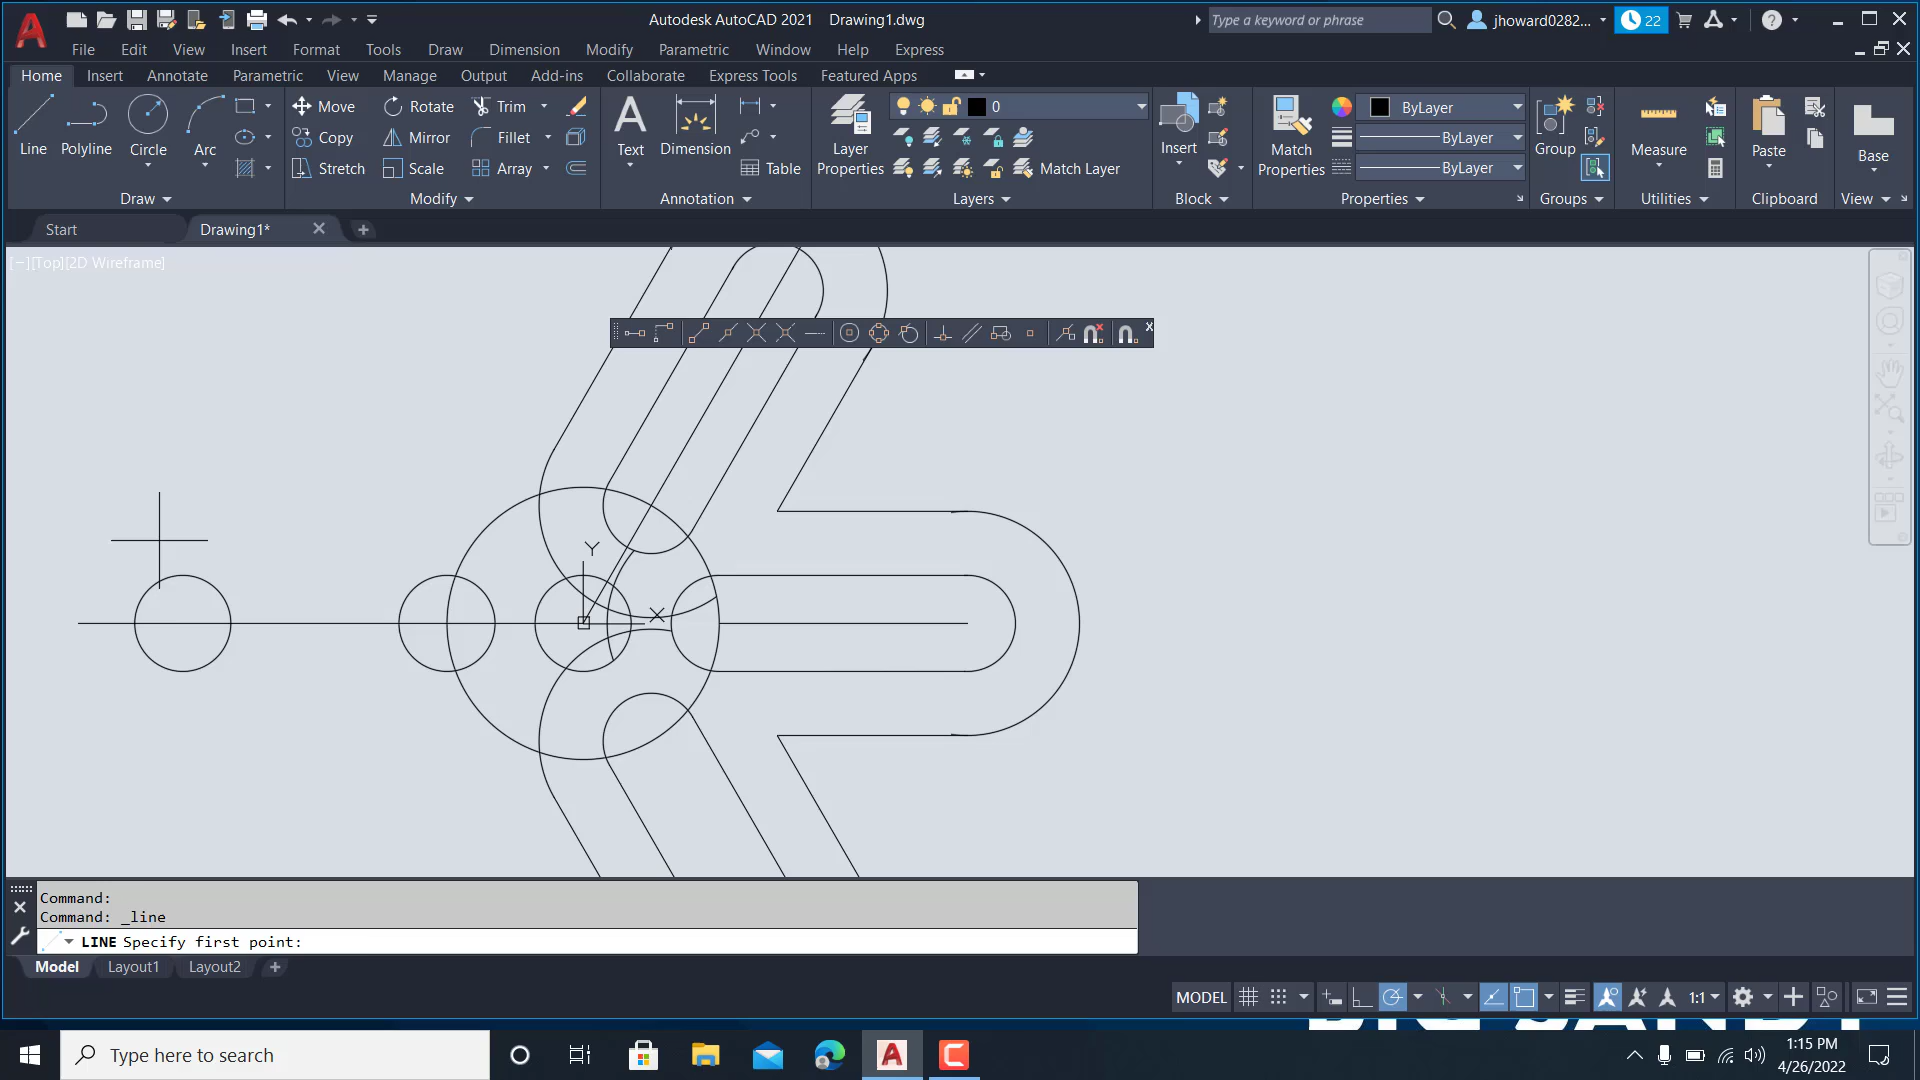 Autodesk AutoCAD 2021 Drawing1.dwg
Type a keyword or phrase
jhoward0282...
22
File Edit View Insert Format Tools Draw Dimension Modify Parametric Window Help Express
Home Insert Annotate Parametric View Manage Output Add-ins Collaborate Express Tools Featured Apps
Line Polyline Circle Arc
Move Rotate Trim
Copy Mirror Fillet
Stretch Scale Array
Text Dimension
Table
Layer Properties
0
Match Layer
Insert
Match Properties
ByLayer
ByLayer
ByLayer
Group
Measure
Paste
Base
Draw Modify Annotation Layers Block Properties Groups Utilities Clipboard View
Start Drawing1*
[−][Top][2D Wireframe]
Y
X
Command:
Command: _line
LINE Specify first point:
Model Layout1 Layout2
MODEL
1:1
Type here to search
1:15 PM
4/26/2022